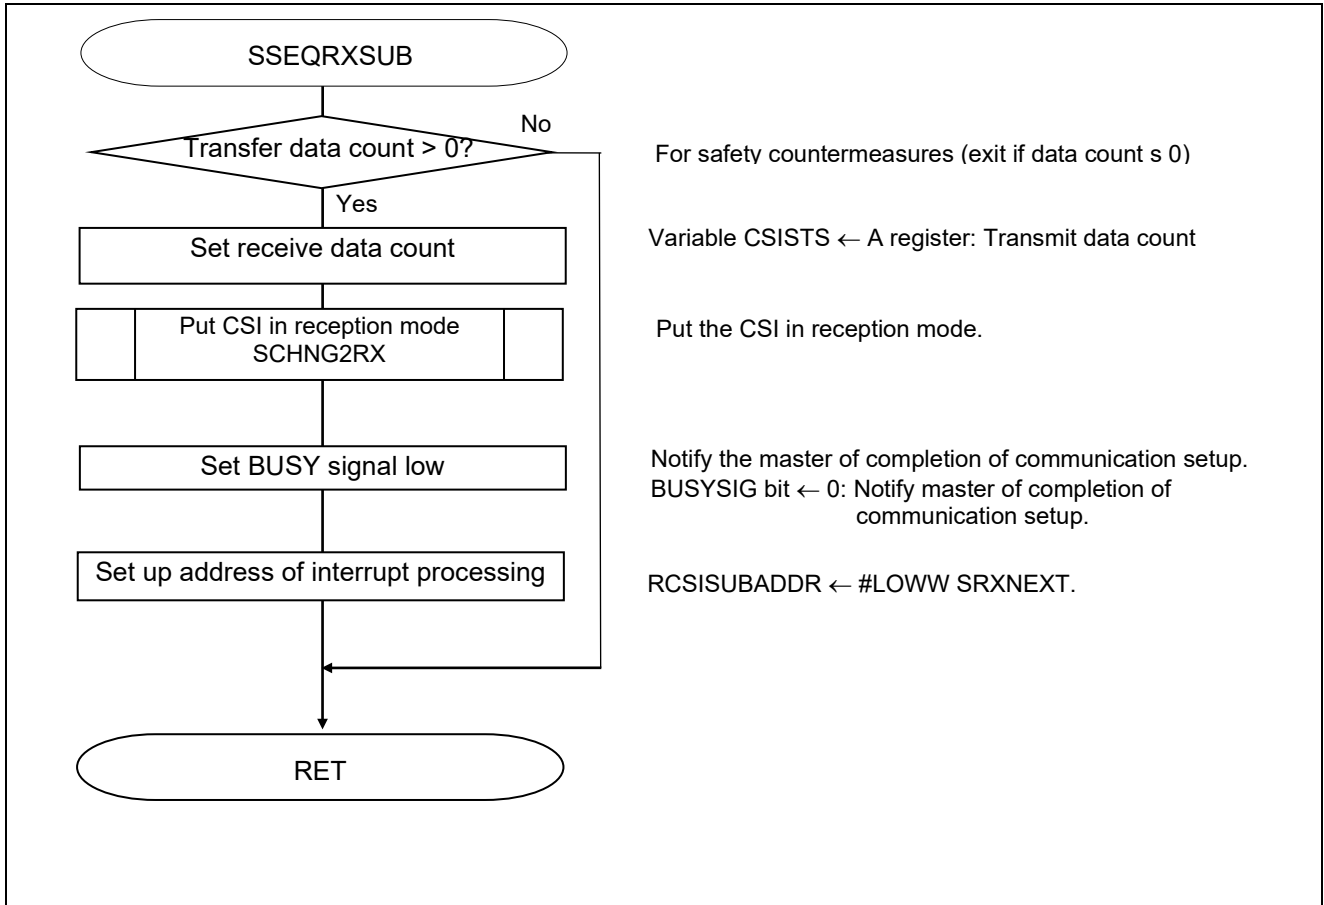 SSEQRXSUB
No
Transfer data count > 0?
For safety countermeasures (exit if data count s 0)
Yes
Set receive data count
Variable CSISTS ← A register: Transmit data count
Put CSI in reception mode
SCHNG2RX
Put the CSI in reception mode.
Set BUSY signal low
Notify the master of completion of communication setup.
BUSYSIG bit ← 0: Notify master of completion of
communication setup.
Set up address of interrupt processing
RCSISUBADDR ← #LOWW SRXNEXT.
RET